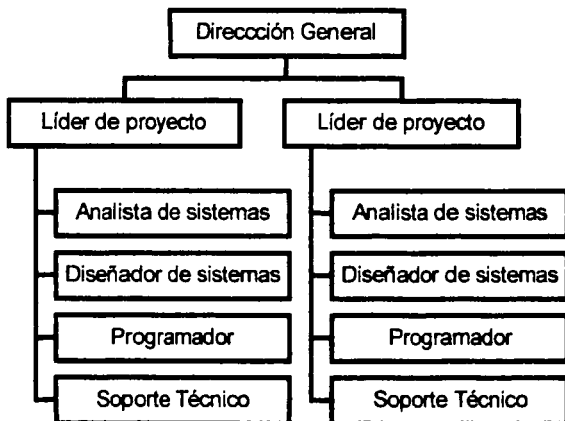 Direccción General
Líder de proyecto
Analista de sistemas
Diseñador de sistemas
Programador
Soporte Técnico
Líder de proyecto
Analista de sistemas
Diseñador de sistemas
Programador
Soporte Técnico